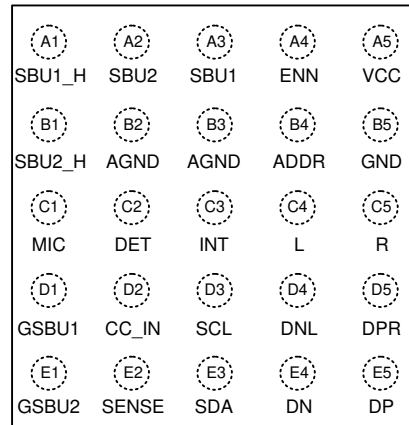 A1 A2 A3 A4 A5
SBU1_H SBU2 SBU1 ENN VCC
B1 B2 B3 B4 B5
SBU2_H AGND AGND ADDR GND
C1 C2 C3 C4 C5
MIC DET INT L R
D1 D2 D3 D4 D5
GSBU1 CC_IN SCL DNL DPR
E1 E2 E3 E4 E5
GSBU2 SENSE SDA DN DP